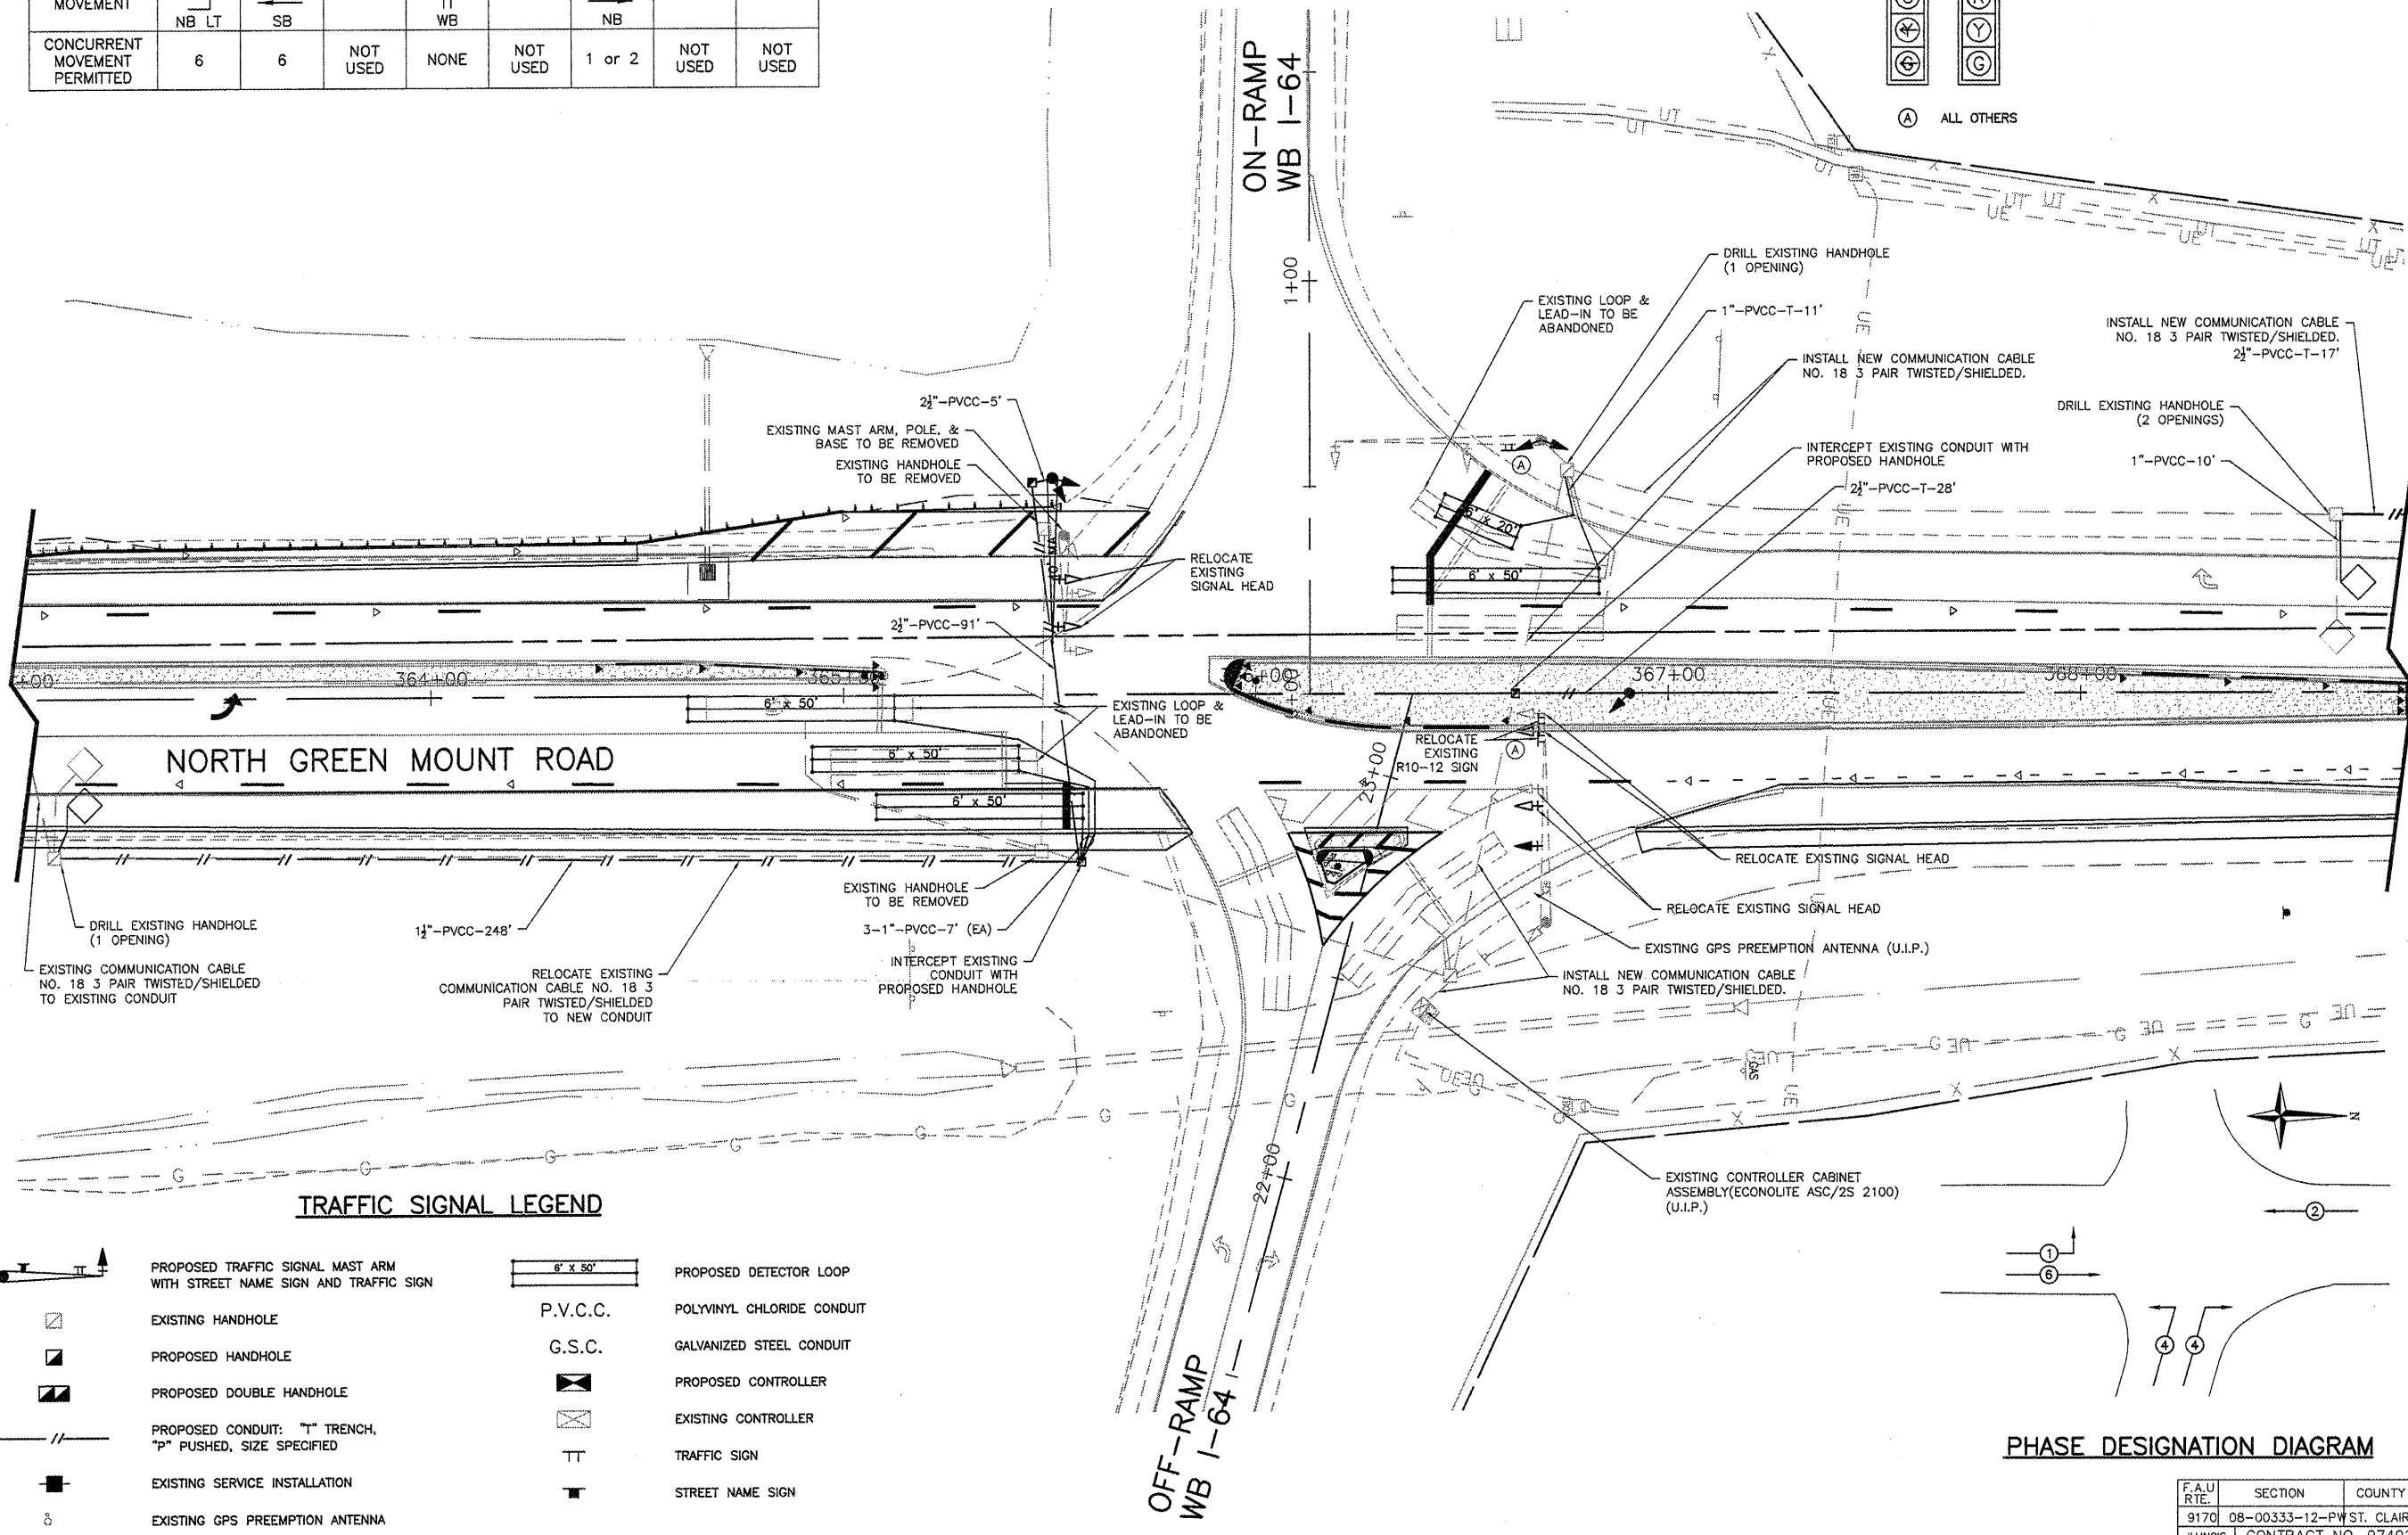 MOVEMENT
NB LT
SB
WB
NB
CONCURRENT
MOVEMENT
PERMITTED
6
6
NOT
USED
NONE
NOT
USED
1 or 2
NOT
USED
NOT
USED
Y
G
G
A ALL OTHERS
ON-RAMP
WB I-64
1+00
DRILL EXISTING HANDHOLE
(1 OPENING)
EXISTING LOOP &
LEAD-IN TO BE
ABANDONED
1"-PVCC-T-11'
INSTALL NEW COMMUNICATION CABLE
NO. 18 3 PAIR TWISTED/SHIELDED.
INSTALL NEW COMMUNICATION CABLE
NO. 18 3 PAIR TWISTED/SHIELDED.
2½"-PVCC-T-17'
DRILL EXISTING HANDHOLE
(2 OPENINGS)
INTERCEPT EXISTING CONDUIT WITH
PROPOSED HANDHOLE
1"-PVCC-10'
2½"-PVCC-T-28'
2½"-PVCC-5'
EXISTING MAST ARM, POLE, &
BASE TO BE REMOVED
EXISTING HANDHOLE
TO BE REMOVED
A
6' x 20'
6' x 50'
RELOCATE
EXISTING
SIGNAL HEAD
2½"-PVCC-91'
364+00
367+00
368+00
6' x 50'
EXISTING LOOP &
LEAD-IN TO BE
ABANDONED
RELOCATE
EXISTING
R10-12 SIGN
A
23+00
NORTH GREEN MOUNT ROAD
6' x 50'
6' x 50'
RELOCATE EXISTING SIGNAL HEAD
EXISTING HANDHOLE
TO BE REMOVED
RELOCATE EXISTING SIGNAL HEAD
DRILL EXISTING HANDHOLE
(1 OPENING)
1½"-PVCC-248'
3-1"-PVCC-7' (EA)
EXISTING GPS PREEMPTION ANTENNA (U.I.P.)
EXISTING COMMUNICATION CABLE
NO. 18 3 PAIR TWISTED/SHIELDED
TO EXISTING CONDUIT
RELOCATE EXISTING
COMMUNICATION CABLE NO. 18 3
PAIR TWISTED/SHIELDED
TO NEW CONDUIT
INTERCEPT EXISTING
CONDUIT WITH
PROPOSED HANDHOLE
INSTALL NEW COMMUNICATION CABLE
NO. 18 3 PAIR TWISTED/SHIELDED.
GAS
EXISTING CONTROLLER CABINET
ASSEMBLY(ECONOLITE ASC/2S 2100)
(U.I.P.)
22+00
OFF-RAMP
WB I-64
N
2
1
6
4
4
TRAFFIC SIGNAL LEGEND
PROPOSED TRAFFIC SIGNAL MAST ARM
WITH STREET NAME SIGN AND TRAFFIC SIGN
EXISTING HANDHOLE
PROPOSED HANDHOLE
PROPOSED DOUBLE HANDHOLE
PROPOSED CONDUIT: "T" TRENCH,
"P" PUSHED, SIZE SPECIFIED
EXISTING SERVICE INSTALLATION
EXISTING GPS PREEMPTION ANTENNA
6' X 50'
PROPOSED DETECTOR LOOP
P.V.C.C.
POLYVINYL CHLORIDE CONDUIT
G.S.C.
GALVANIZED STEEL CONDUIT
PROPOSED CONTROLLER
EXISTING CONTROLLER
TRAFFIC SIGN
STREET NAME SIGN
PHASE DESIGNATION DIAGRAM
F.A.U
RTE.
SECTION
COUNTY
9170
08-00333-12-PW